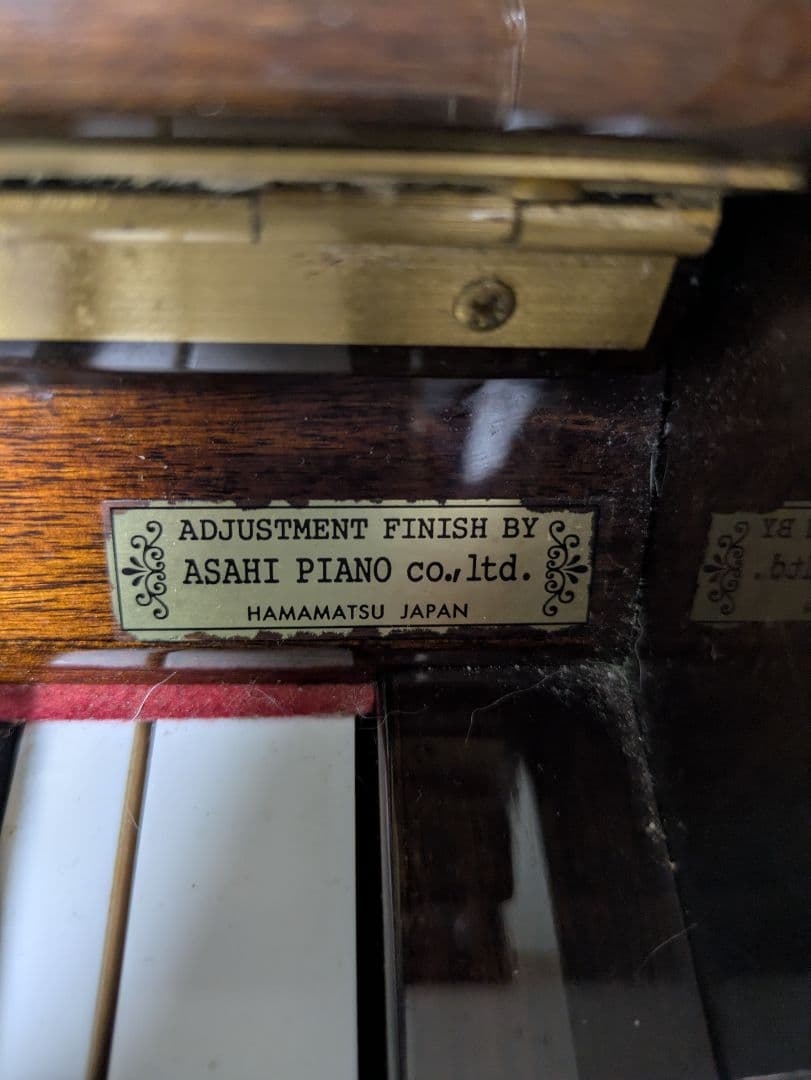 ADJUSTMENT FINISH BY
ASAHI PIANO co.,ltd.
HAMAMATSU JAPAN